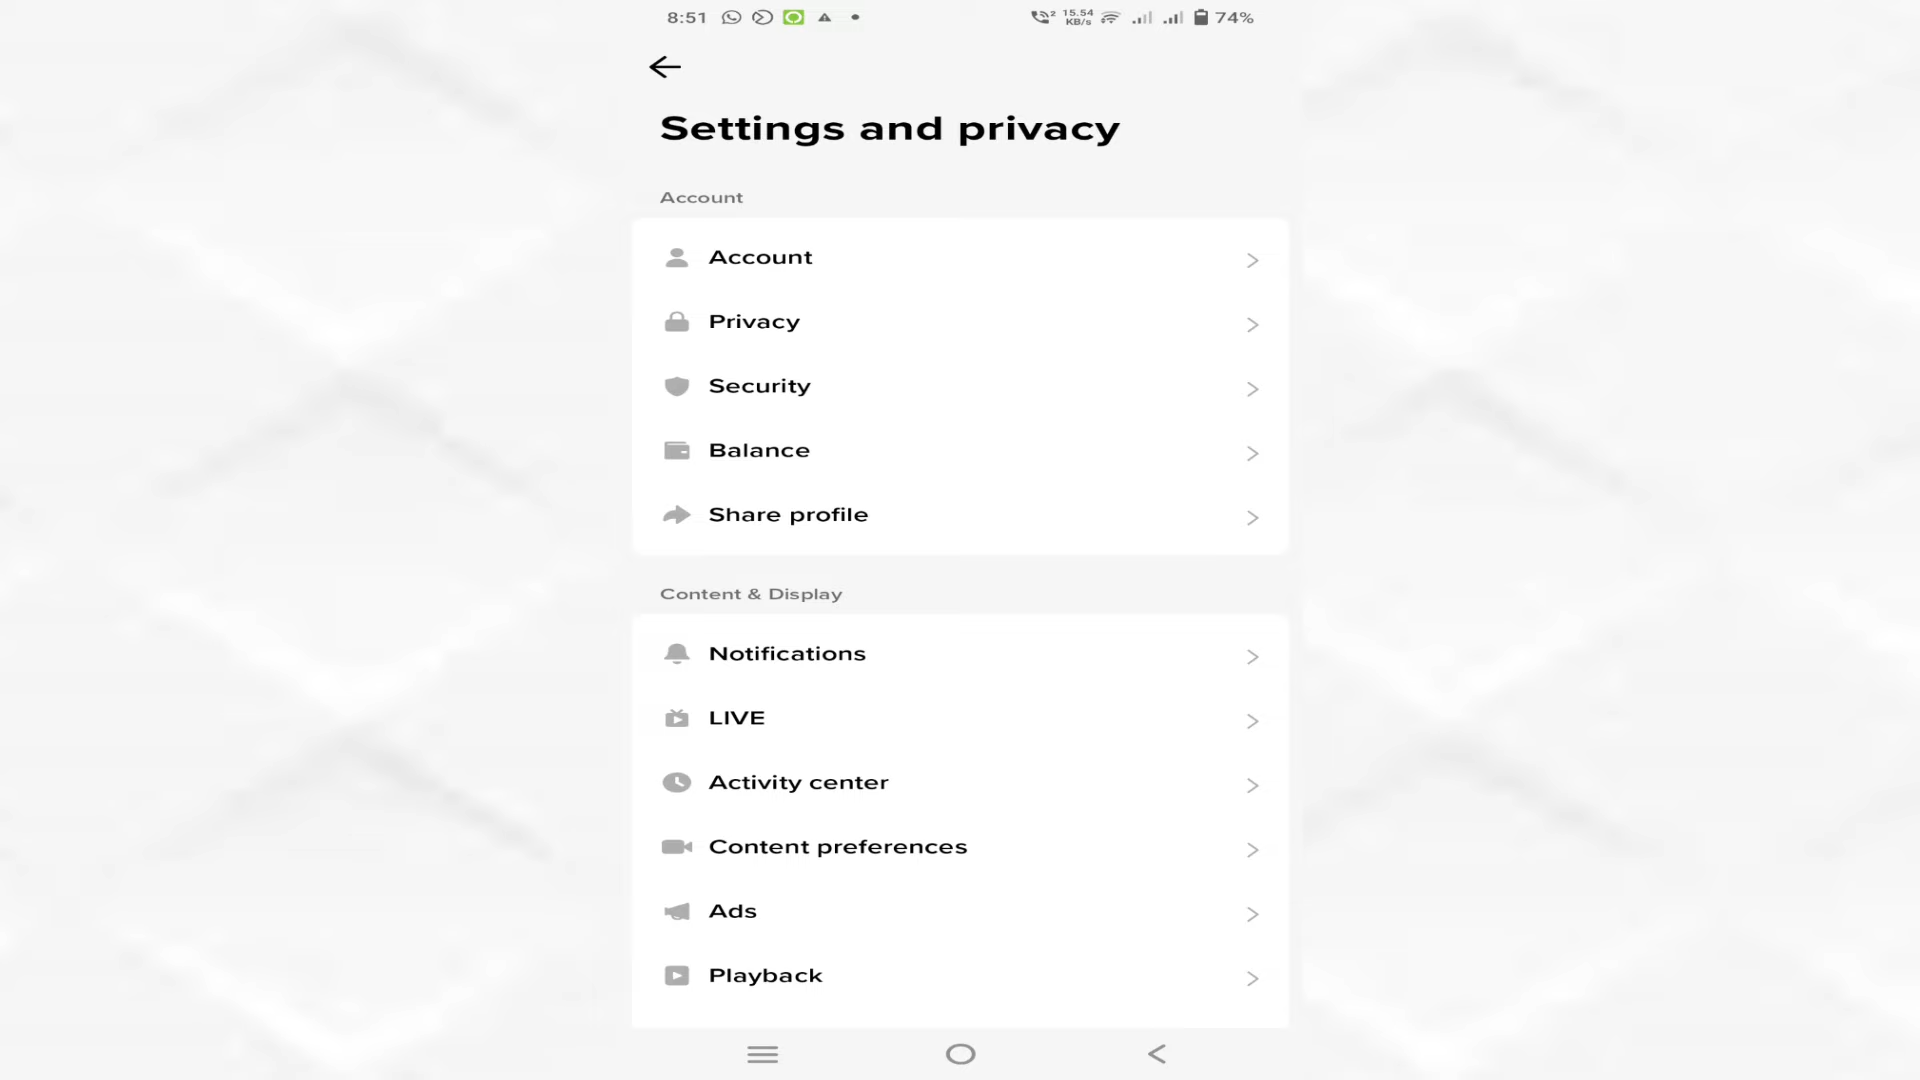 8:51 2 15.54 KB/s 74%
Settings and privacy
Account
Account
Privacy
Security
Balance
Share profile
Content & Display
Notifications
LIVE
Activity center
Content preferences
Ads
Playback